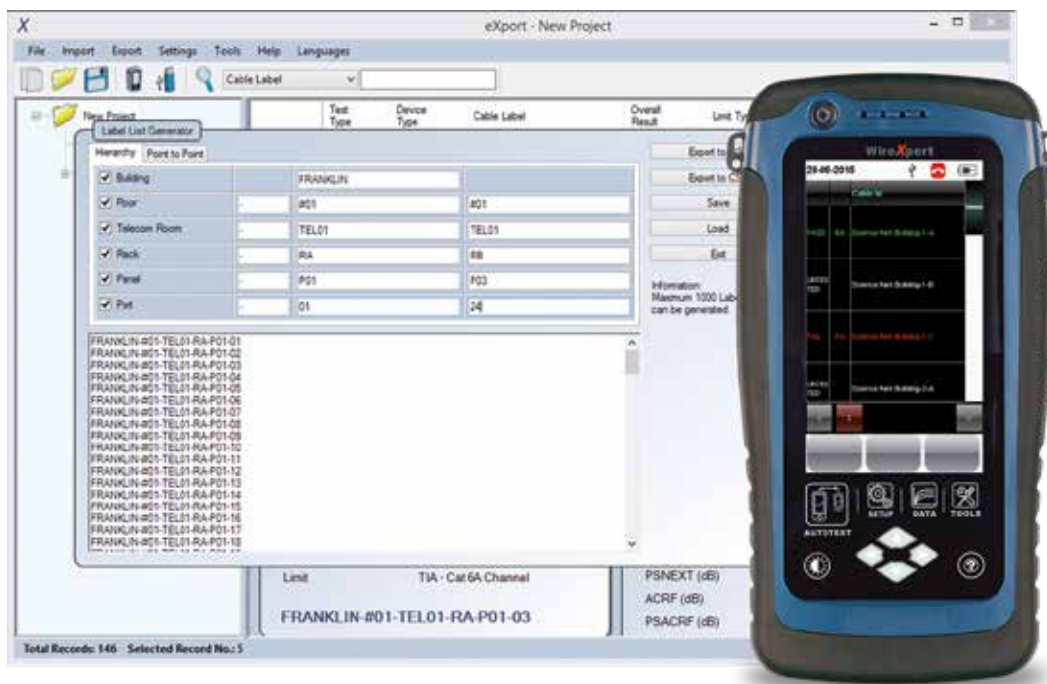 X eXport - New Project
File Import Export Settings Tools Help Languages
Cable Label
New Project Test Type Device Type Cable Label Overall Result
Label List Generator
Hierarchy Point to Point
Building FRANKLIN
Floor - #01 #01
Telecom Room - TEL01 TEL01
Rack - RA RB
Panel - P01 P03
Port - 01 24
Save
Load
Exit
Information:
Maximum 1000
can be generated
FRANKLIN-#01-TEL01-RA-P01-01
FRANKLIN-#01-TEL01-RA-P01-02
FRANKLIN-#01-TEL01-RA-P01-03
FRANKLIN-#01-TEL01-RA-P01-04
FRANKLIN-#01-TEL01-RA-P01-05
FRANKLIN-#01-TEL01-RA-P01-06
FRANKLIN-#01-TEL01-RA-P01-07
FRANKLIN-#01-TEL01-RA-P01-08
FRANKLIN-#01-TEL01-RA-P01-09
FRANKLIN-#01-TEL01-RA-P01-10
FRANKLIN-#01-TEL01-RA-P01-11
FRANKLIN-#01-TEL01-RA-P01-12
FRANKLIN-#01-TEL01-RA-P01-13
FRANKLIN-#01-TEL01-RA-P01-14
FRANKLIN-#01-TEL01-RA-P01-15
FRANKLIN-#01-TEL01-RA-P01-16
FRANKLIN-#01-TEL01-RA-P01-17
FRANKLIN-#01-TEL01-RA-P01-18
Limit TIA - Cat 6A Channel
FRANKLIN-#01-TEL01-RA-P01-03
PSNEXT (dB)
ACRF (dB)
PSACRF (dB)
Total Records: 146 Selected Record No.: 5
WireXpert
AUTOTEST SETUP DATA TOOLS
?